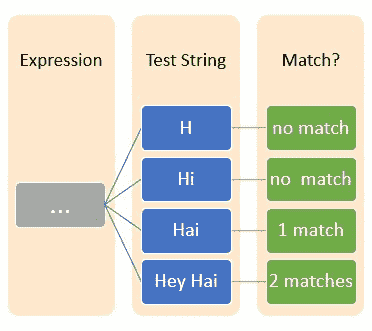 Expression
Test String
Match?
H
no match
Hi
no match
...
Hai
1 match
Hey Hai
2 matches